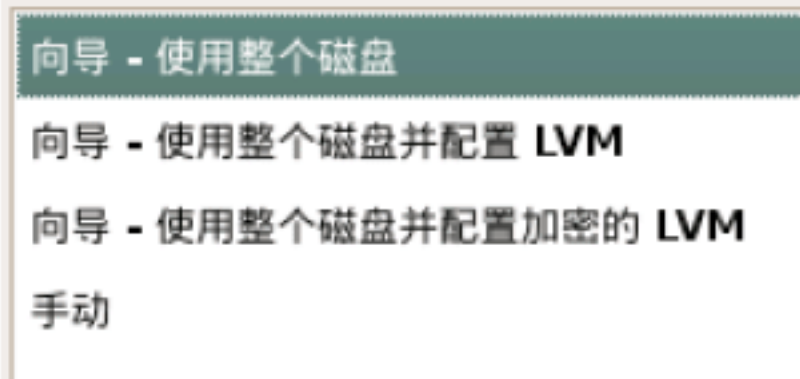 向导 - 使用整个磁盘
向导 - 使用整个磁盘并配置 LVM
向导 - 使用整个磁盘并配置加密的 LVM
手动